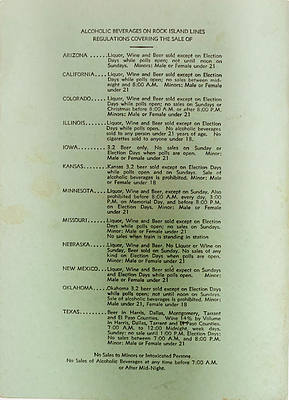 ALCOHOLIC BEVERAGES ON ROCK ISLAND LINES
REGULATIONS COVERING THE SALE OF
ARIZONA .....Liquor, Wine and Beer sold except on Election
Days while polls open; not until noon on
Sundays. Minors: Male or Female under 21
CALIFORNIA.....Liquor, Wine and Beer sold except on Election
Days while polls open; no sales between mid-
night and 6:00 A.M. Minors: Male or Female
under 21
COLORADO.....Liquor, Wine and Beer sold except on Election
Days while polls open; no sales on Sundays or
Christmas before 8:00 A.M. or after 8:00 P.M.
Minors: Male or Female under 21
ILLINOIS.....Liquor, Wine and Beer sold except on Election
Days while polls open. No alcoholic beverages
sold to any person under 21 years of age. No
cigarettes sold to anyone under 18.
IOWA..........3.2 Beer only. No sales on Sunday or
Election Days when polls are open. Minor:
Male or Female under 21
KANSAS.......Kansas 3.2 beer sold except on Election Days
while polls open and on Sundays. Sale of
alcoholic beverages is prohibited. Minor: Male
or Female under 18
MINNESOTA.....Liquor, Wine and Beer, except on Sunday. Also
prohibited before 8:00 A.M. every day, 3:00
P.M. on Memorial Day, and before 8:00 P.M.
on Election Days. Minor: Male or Female
under 21
MISSOURI......Liquor, Wine and Beer sold except on Election
Days while polls open; no sales on Sundays.
Minor: Male or Female under 21
No sales when train is standing in station
NEBRASKA......Liquor, Wine and Beer. No Liquor or Wine on
Sunday, Beer sold on Sunday. No sales of any
kind on Election Days when polls are open.
Minor: Male or Female under 21
NEW MEXICO...Liquor, Wine and Beer sold expect on Sundays
and Election Days while polls open. Minor:
Male or Female under 21
OKLAHOMA.....Okahoma 3.2 beer sold except on Election Days
while polls open; not until noon on Sundays.
Sale of alcoholic beverages is prohibited. Minor:
Male under 21, Female under 18
TEXAS..........Beer in Harris, Dallas, Montgomery, Tarrant
and El Paso Counties. Wine 14% by Volume
in Harris, Dallas, Tarrant and El Paso Counties.
7:00 A.M. to 12:00 Midnight week days.
Sunday: no sale until 1:00 P.M. Election Days:
No sales between 7:00 A.M. and 8:00 P.M.
Minor: Male or Female under 21
No Sales to Minors or Intoxicated Persons
No Sales of Alcoholic Beverages at any time before 7:00 A.M.
or After Mid-Night.